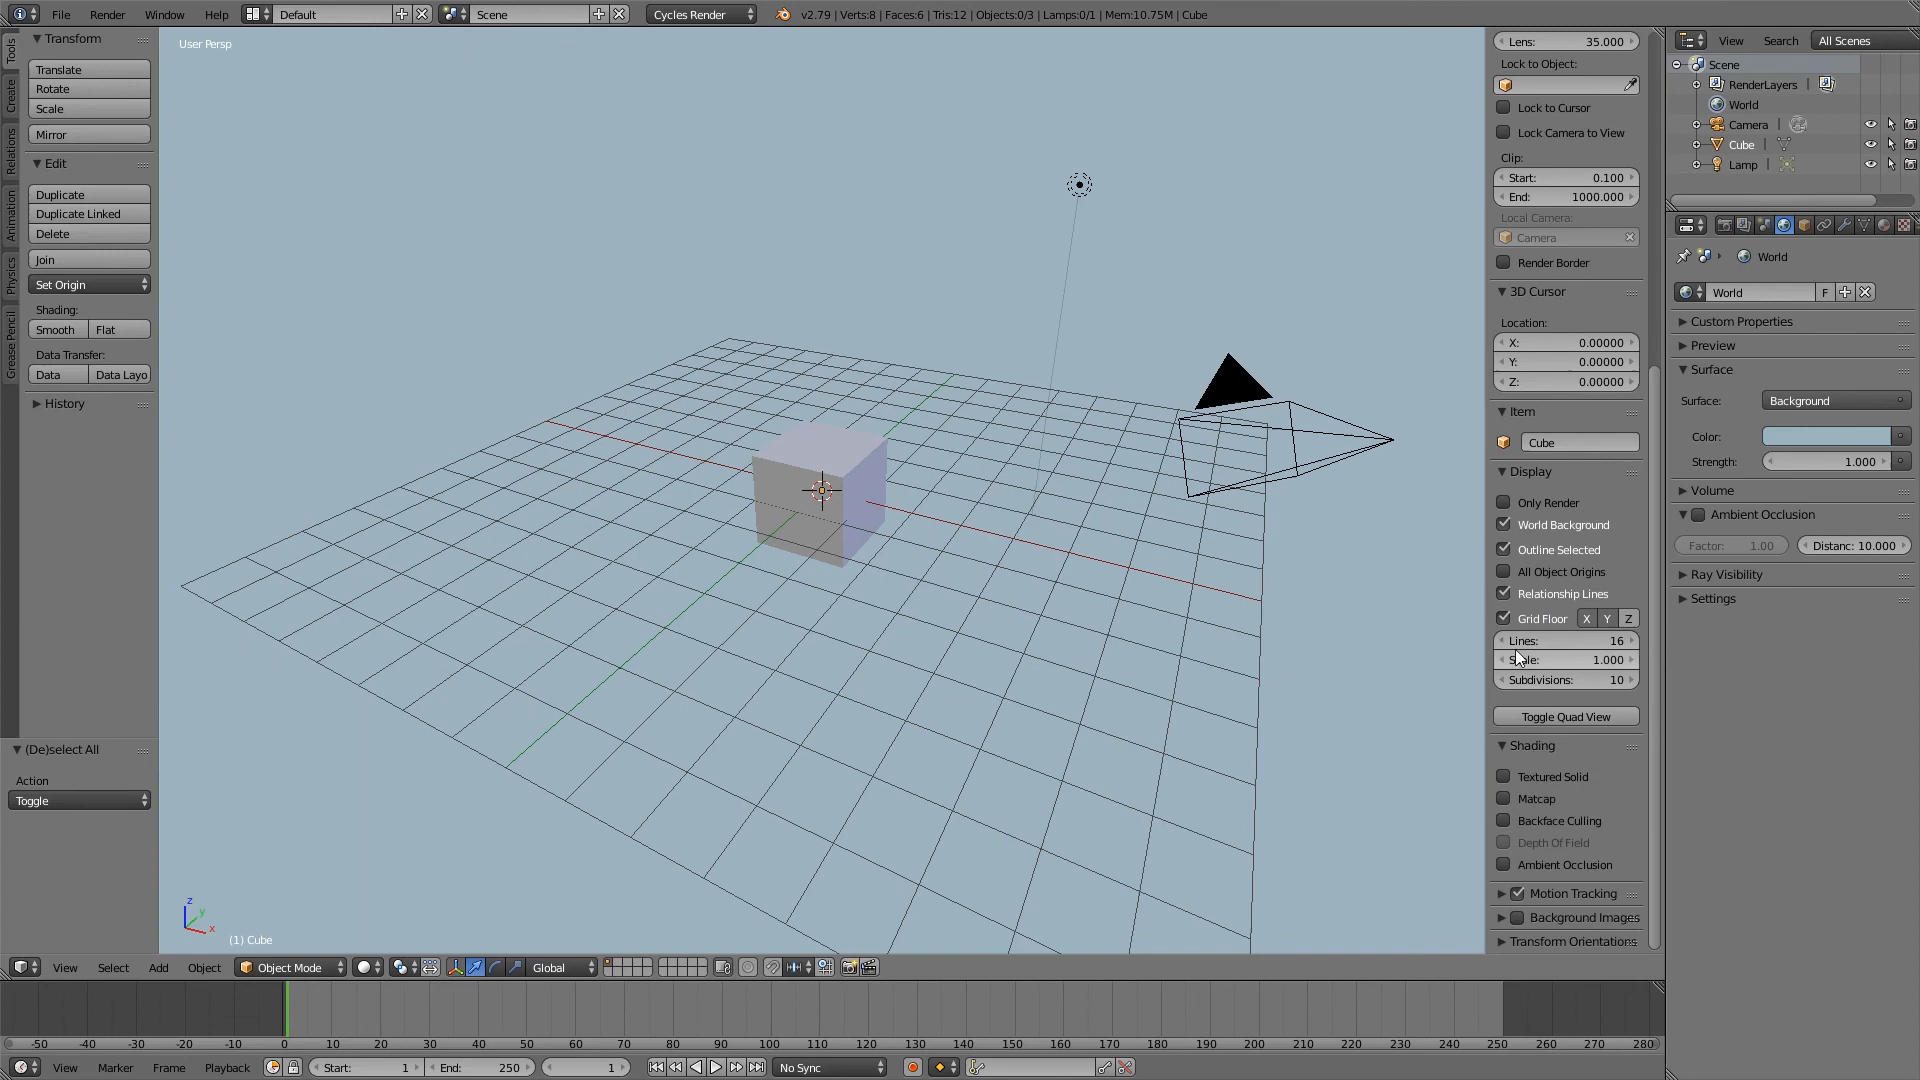 File Render Window Help Default Scene Cycles Render v2.79 | Verts:8 | Faces:6 | Tris:12 | Objects:0/3 | Lamps:0/1 | Mem:10.75M | Cube
Tools
Create
Relations
Animation
Physics
Grease Pencil
Transform
Translate
Rotate
Scale
Mirror
Edit
Duplicate
Duplicate Linked
Delete
Join
Set Origin
Shading:
Smooth Flat
Data Transfer:
Data Data Layo
History
(De)select All
Action
Toggle
User Persp
z
y
x
(1) Cube
Lens: 35.000
Lock to Object:
Lock to Cursor
Lock Camera to View
Clip:
Start: 0.100
End: 1000.000
Local Camera:
Camera
Render Border
3D Cursor
Location:
X: 0.00000
Y: 0.00000
Z: 0.00000
Item
Cube
Display
Only Render
World Background
Outline Selected
All Object Origins
Relationship Lines
Grid Floor X Y Z
Lines: 16
1.000
Subdivisions: 10
Toggle Quad View
Shading
Textured Solid
Matcap
Backface Culling
Depth Of Field
Ambient Occlusion
Motion Tracking
Background Images
Transform Orientations
View Search All Scenes
Scene
RenderLayers |
World
Camera |
Cube |
Lamp |
World
World F
Custom Properties
Preview
Surface
Surface: Background
Color:
Strength: 1.000
Volume
Ambient Occlusion
Factor: 1.00 Distanc: 10.000
Ray Visibility
Settings
View Select Add Object Object Mode Global
-50 -40 -30 -20 -10 0 10 20 30 40 50 60 70 80 90 100 110 120 130 140 150 160 170 180 190 200 210 220 230 240 250 260 270 280
View Marker Frame Playback Start: 1 End: 250 1 No Sync